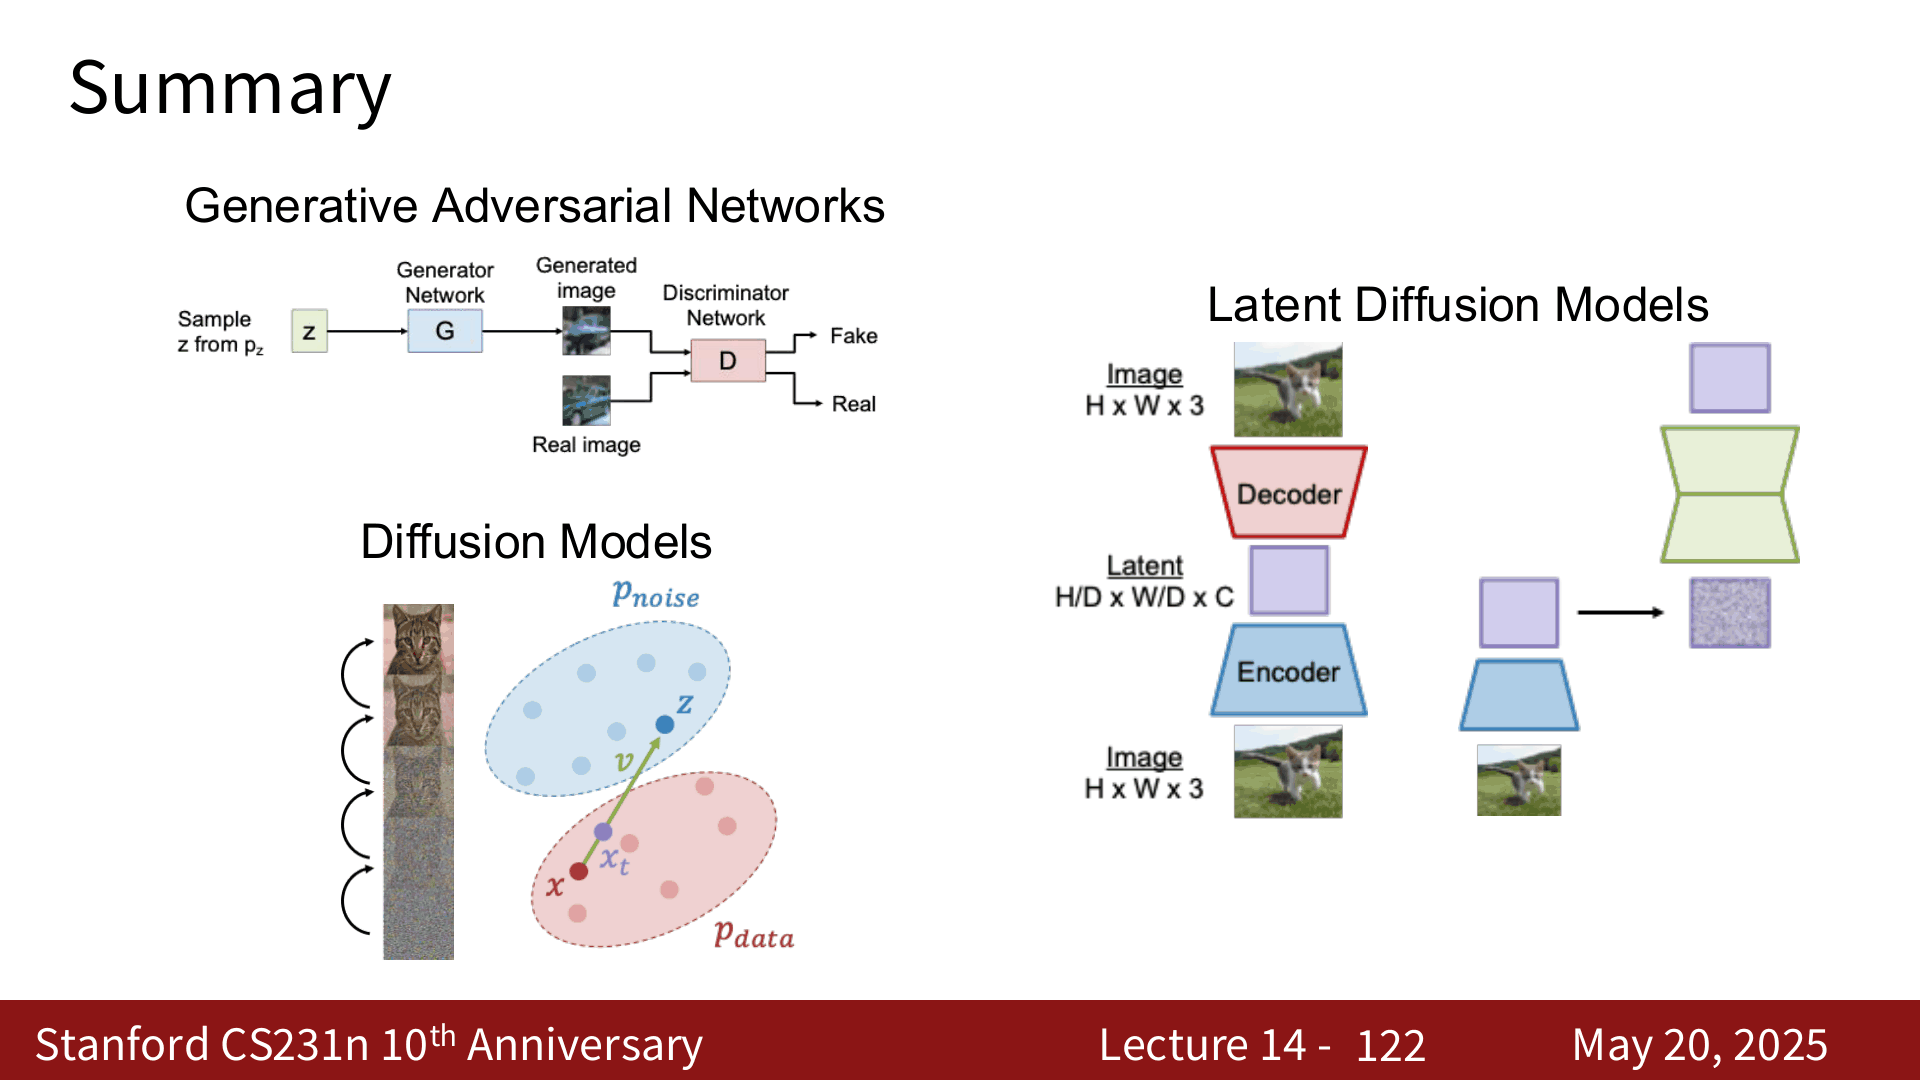 Summary
Generative Adversarial Networks
Sample
z from pz
z
Generator
Network
G
Generated
image
Real image
Discriminator
Network
D
Fake
Real
Diffusion Models
pnoise
z
v
xt
x
pdata
Latent Diffusion Models
Image
H x W x 3
Decoder
Latent
H/D x W/D x C
Encoder
Image
H x W x 3
Stanford CS231n 10th Anniversary
Lecture 14 - 122
May 20, 2025